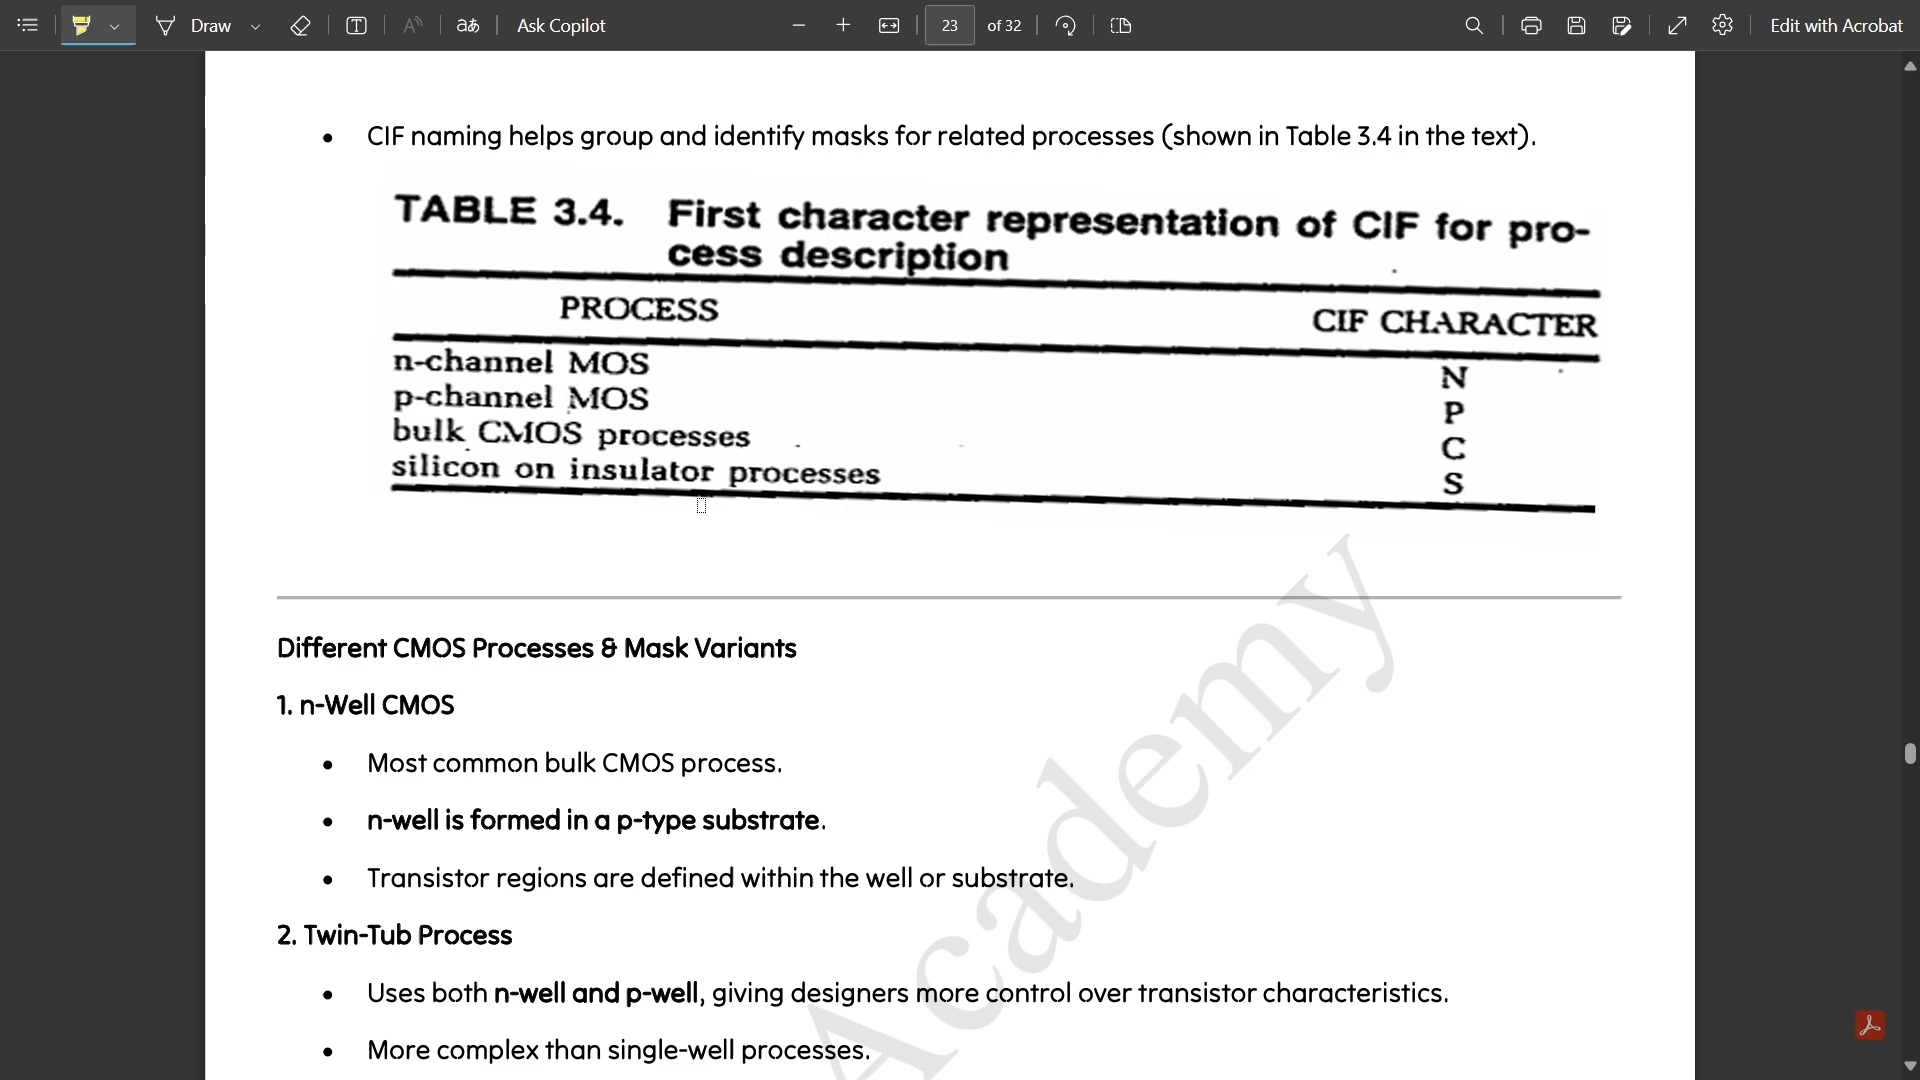 Draw
Ask Copilot
23 of 32
Edit with Acrobat
• CIF naming helps group and identify masks for related processes (shown in Table 3.4 in the text).
TABLE 3.4. First character representation of CIF for pro-
cess description
PROCESS CIF CHARACTER
n-channel MOS N
p-channel MOS P
bulk CMOS processes C
silicon on insulator processes S
Different CMOS Processes & Mask Variants
1. n-Well CMOS
• Most common bulk CMOS process.
• n-well is formed in a p-type substrate.
• Transistor regions are defined within the well or substrate.
2. Twin-Tub Process
• Uses both n-well and p-well, giving designers more control over transistor characteristics.
• More complex than single-well processes.
Academy